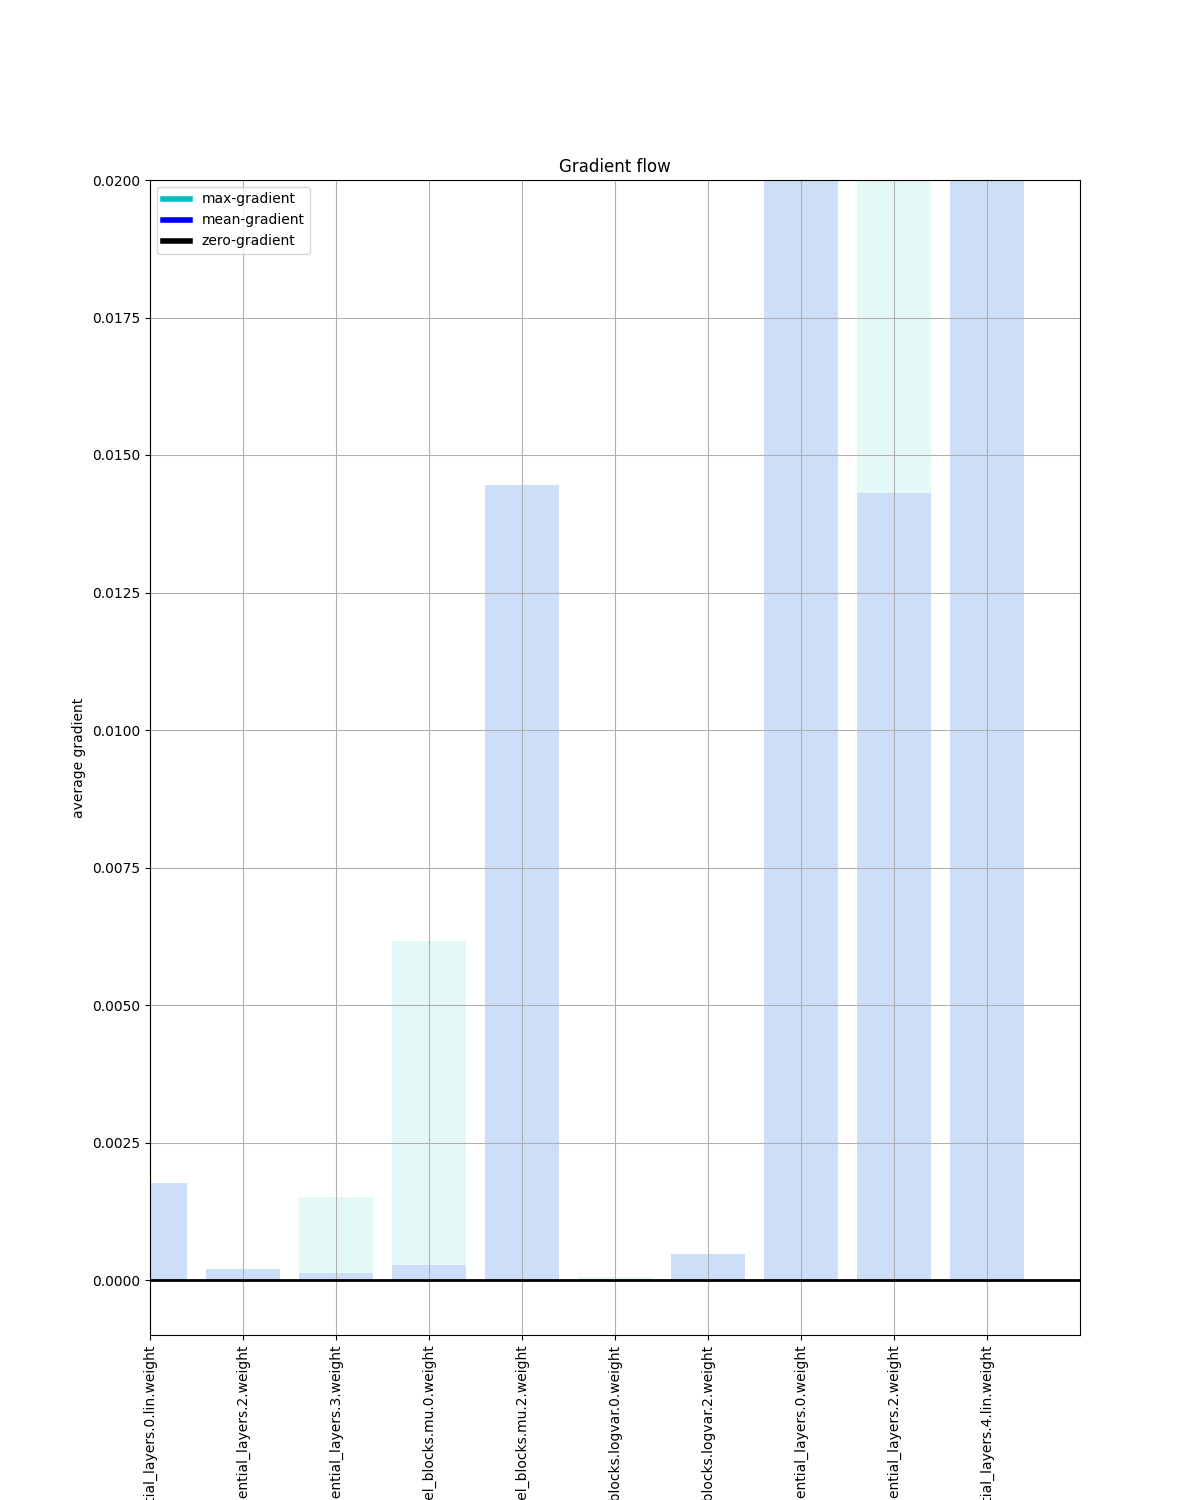 Gradient flow
max-gradient
mean-gradient
zero-gradient
0.0200
0.0175
0.0150
0.0125
0.0100
0.0075
0.0050
0.0025
0.0000
average gradient
tial_layers.0.lin.weight
ential_layers.2.weight
ential_layers.3.weight
el_blocks.mu.0.weight
el_blocks.mu.2.weight
blocks.logvar.0.weight
blocks.logvar.2.weight
ential_layers.0.weight
ential_layers.2.weight
tial_layers.4.lin.weight